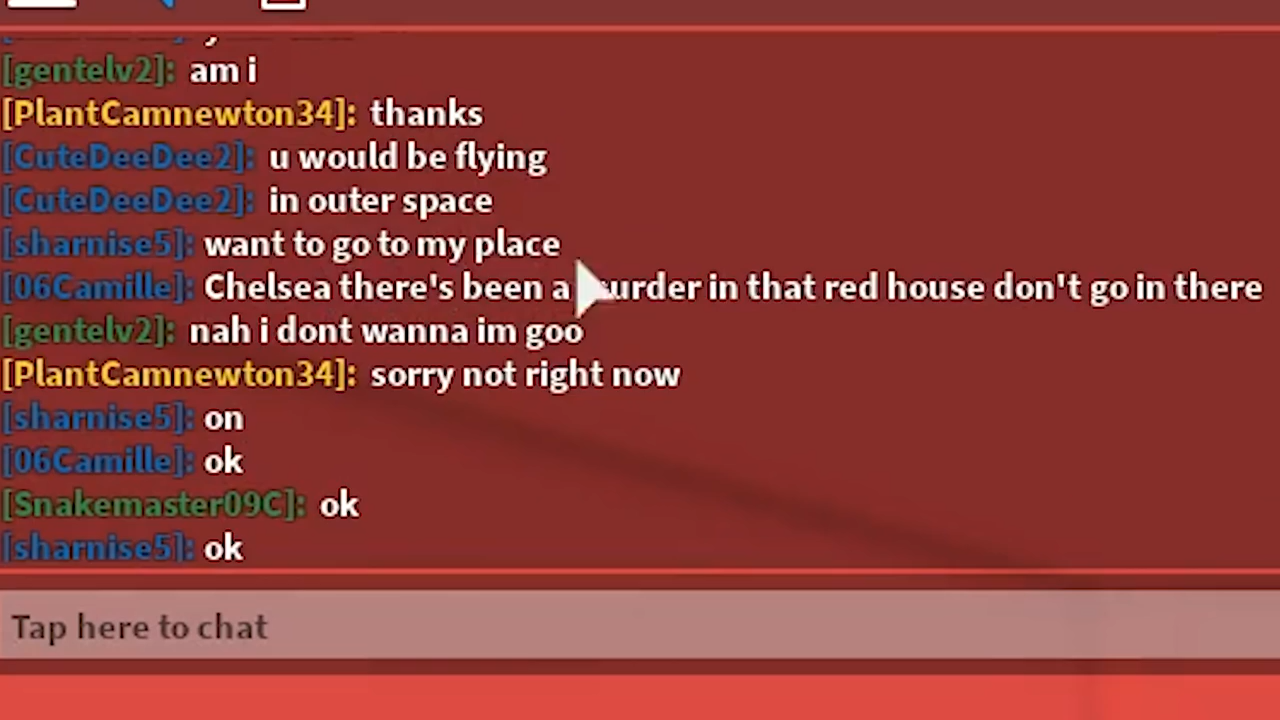 [gentelv2]: am i
[PlantCamnewton34]: thanks
[CuteDeeDee2]: u would be flying
[CuteDeeDee2]: in outer space
[sharnise5]: want to go to my place
[06Camille]: Chelsea there's been a murder in that red house don't go in there
[gentelv2]: nah i dont wanna im goo
[PlantCamnewton34]: sorry not right now
[sharnise5]: on
[06Camille]: ok
[Snakemaster09C]: ok
[sharnise5]: ok
Tap here to chat